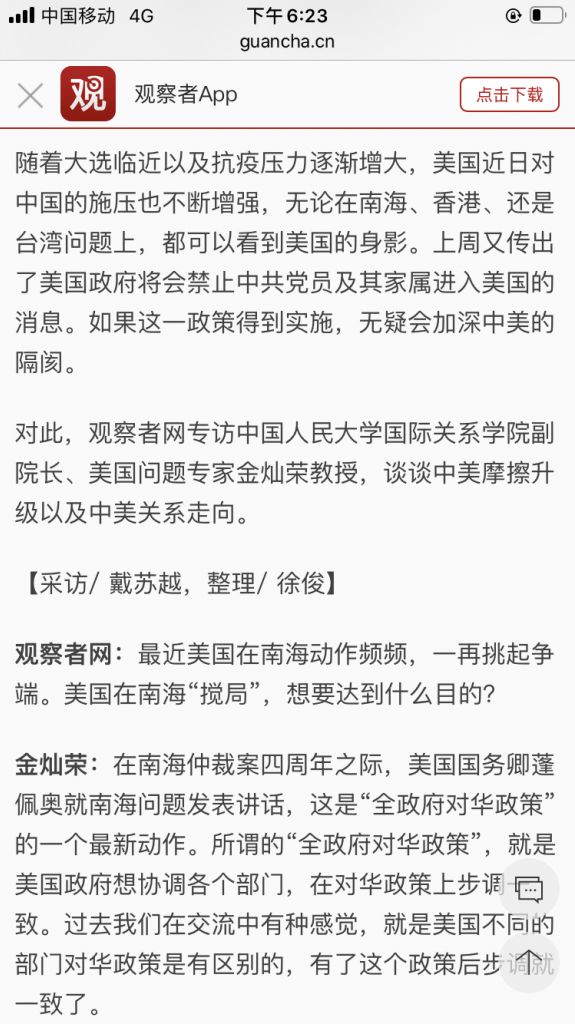 中国移动 4G 下午6:23
guancha.cn
观 观察者App 点击下载
随着大选临近以及抗疫压力逐渐增大，美国近日对
中国的施压也不断增强，无论在南海、香港、还是
台湾问题上，都可以看到美国的身影。上周又传出
了美国政府将会禁止中共党员及其家属进入美国的
消息。如果这一政策得到实施，无疑会加深中美的
隔阂。
对此，观察者网专访中国人民大学国际关系学院副
院长、美国问题专家金灿荣教授，谈谈中美摩擦升
级以及中美关系走向。
【采访/ 戴苏越，整理/ 徐俊】
观察者网：最近美国在南海动作频频，一再挑起争
端。美国在南海“搅局”，想要达到什么目的？
金灿荣：在南海仲裁案四周年之际，美国国务卿蓬
佩奥就南海问题发表讲话，这是“全政府对华政策”
的一个最新动作。所谓的“全政府对华政策”，就是
美国政府想协调各个部门，在对华政策上步调一
致。过去我们在交流中有种感觉，就是美国不同的
部门对华政策是有区别的，有了这个政策后步调就
一致了。